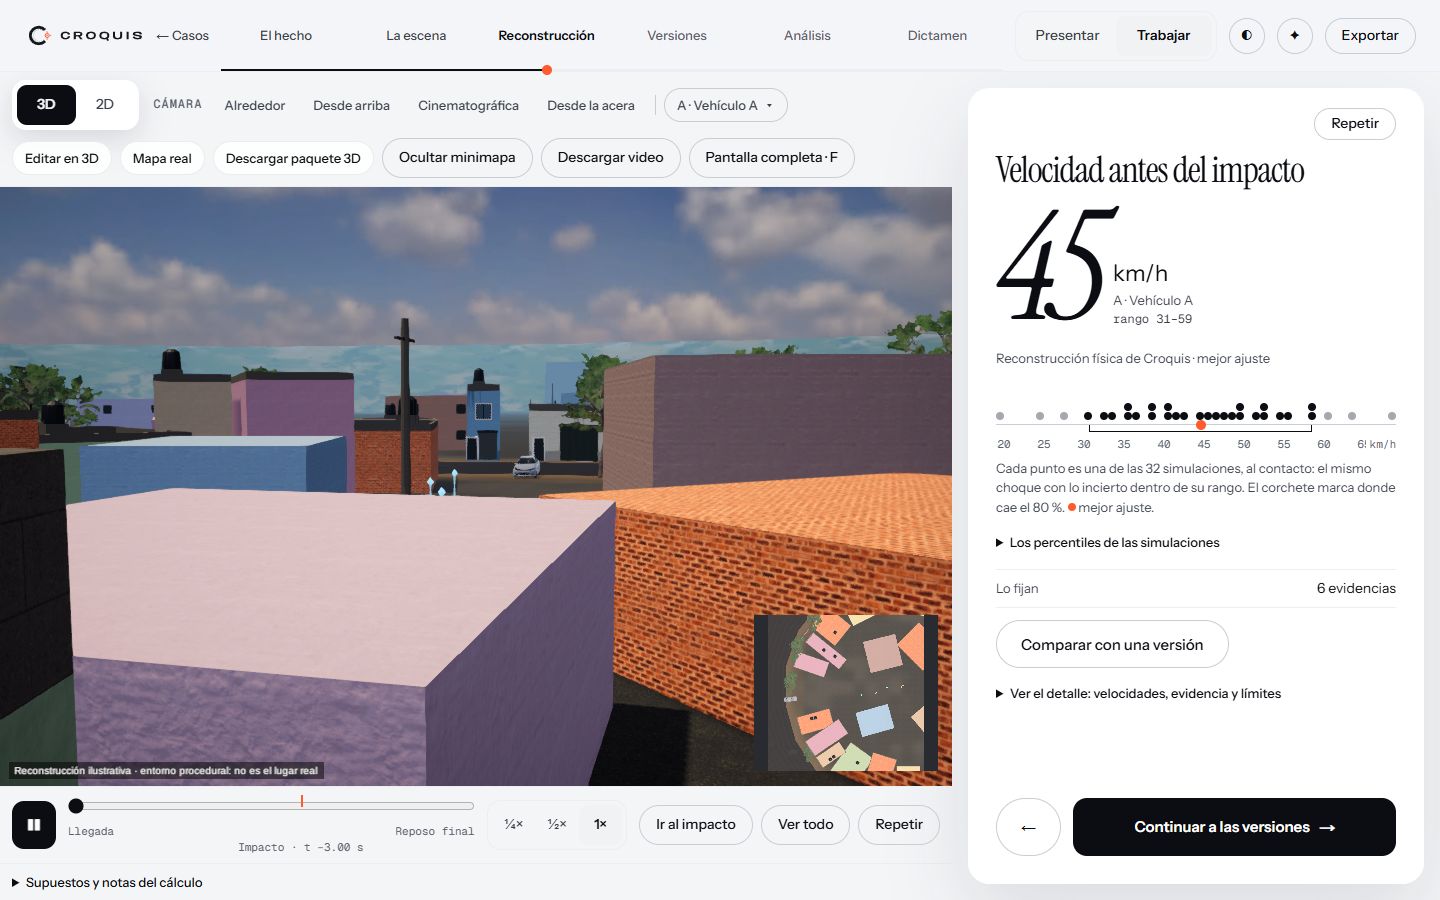 CROQUIS
← Casos
El hecho
La escena
Reconstrucción
Versiones
Análisis
Dictamen
Presentar
Trabajar
Exportar
3D
2D
CÁMARA
Alrededor
Desde arriba
Cinematográfica
Desde la acera
A · Vehículo A
Editar en 3D
Mapa real
Descargar paquete 3D
Ocultar minimapa
Descargar video
Pantalla completa · F
Reconstrucción ilustrativa - entorno procedural: no es el lugar real
Llegada
Reposo final
Impacto · t −3.00 s
¼×
½×
1×
Ir al impacto
Ver todo
Repetir
Supuestos y notas del cálculo
Repetir
Velocidad antes del impacto
45
km/h
A · Vehículo A
rango 31–59
Reconstrucción física de Croquis · mejor ajuste
20 25 30 35 40 45 50 55 60 km/h
Cada punto es una de las 32 simulaciones, al contacto: el mismo
choque con lo incierto dentro de su rango. El corchete marca donde
cae el 80 %. mejor ajuste.
Los percentiles de las simulaciones
Lo fijan
6 evidencias
Comparar con una versión
Ver el detalle: velocidades, evidencia y límites
←
Continuar a las versiones →